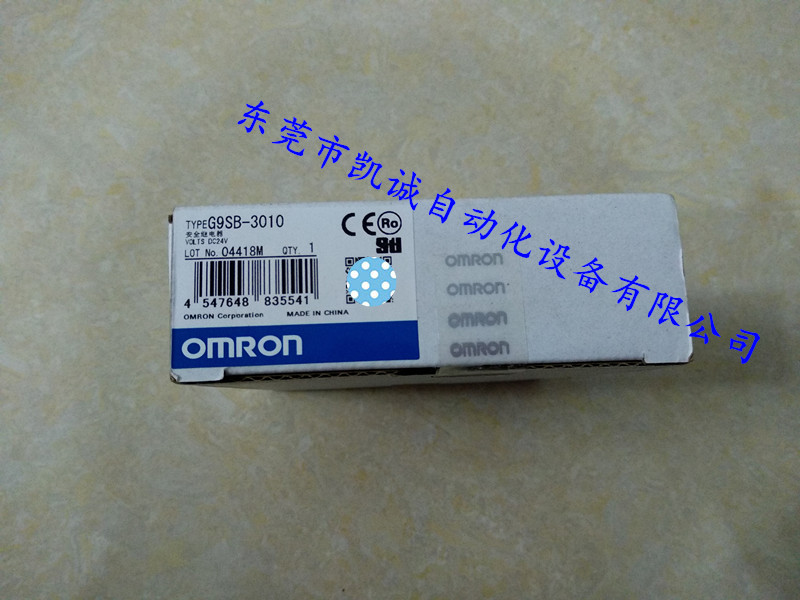 东莞市凯诚自动化设备有限公司
TYPE G9SB-3010
安全继电器
VOLTS DC24V
LOT No. 04418M QTY. 1
4 547648 835541
OMRON Corporation MADE IN CHINA
OMRON
CE
Ro
OMRON
OMRON
OMRON
OMRON